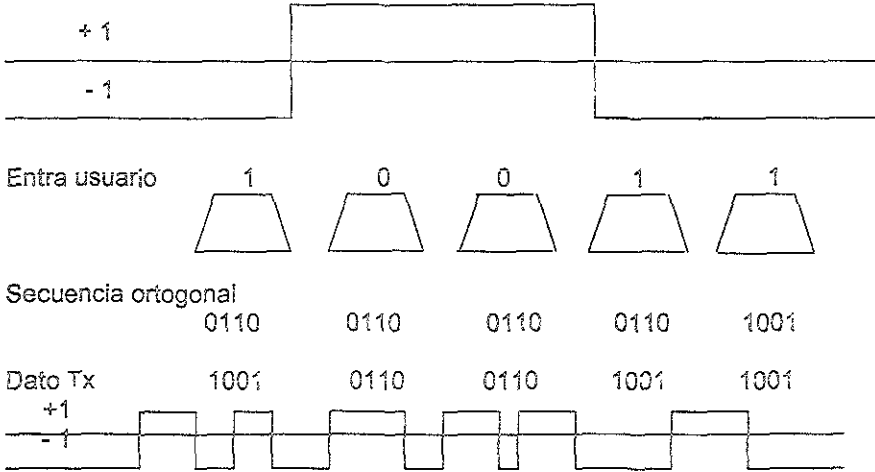 + 1
- 1
Entra usuario 1 0 0 1 1
Secuencia ortogonal
0110 0110 0110 0110 1001
Dato Tx 1001 0110 0110 1001 1001
+1
- 1